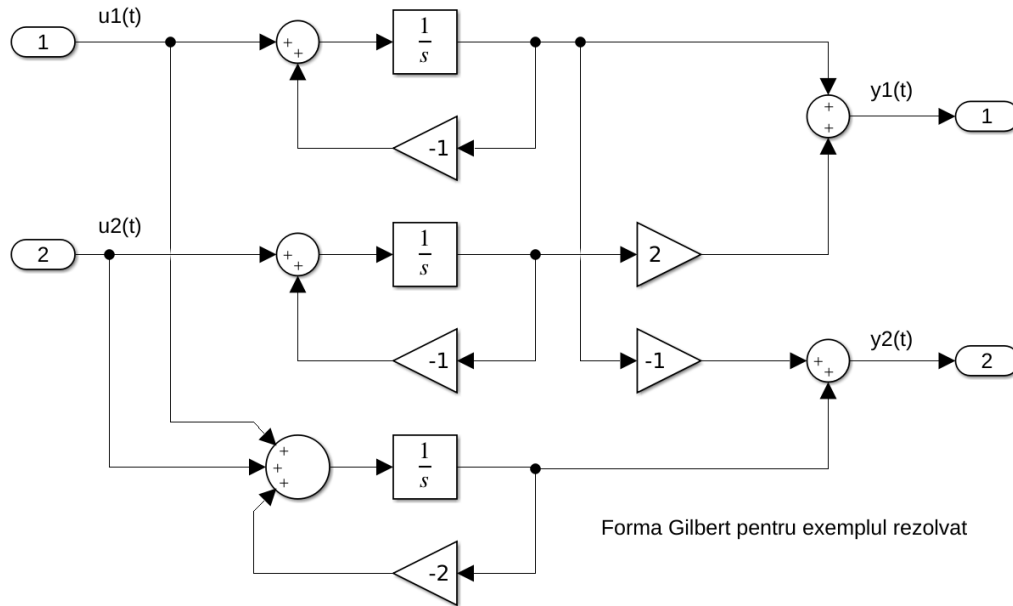 u1(t)
1
+
+
1
s
-1
+
+
y1(t)
1
u2(t)
2
+
+
1
s
2
-1
-1
+
+
y2(t)
2
+
+
+
1
s
-2
Forma Gilbert pentru exemplul rezolvat